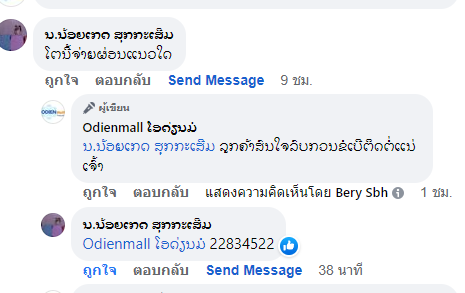 ນ.ນ້ອຍເກດ ສຸກກະເສີມ
ໂຕນີ້ຈ່າຍຜ່ອນແນວໃດ
ถูกใจ ตอบกลับ Send Message 9 ชม.
ผู้เขียน
Odienmall ໂອດ່ຽນມໍ
ນ.ນ້ອຍເກດ ສຸກກະເສີມ ລູກຄ້າສົນໃຈລົບກວນຂໍເບີຕິດຕໍ່ແນ່
ເຈົ້າ
ถูกใจ ตอบกลับ แสดงความคิดเห็นโดย Bery Sbh 1 ชม.
ນ.ນ້ອຍເກດ ສຸກກະເສີມ
Odienmall ໂອດ່ຽນມໍ 22834522
ถูกใจ ตอบกลับ Send Message 38 นาที